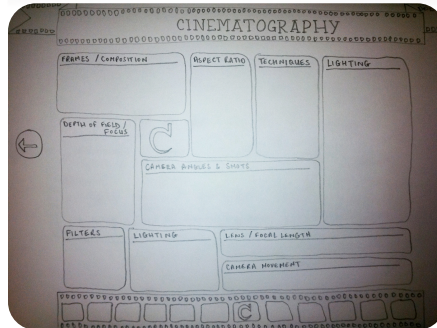 CINEMATOGRAPHY
FRAMES / COMPOSITION
ASPECT RATIO
TECHNIQUES
LIGHTING
DEPTH OF FIELD /
FOCUS
C
CAMERA ANGLES & SHOTS
FILTERS
LIGHTING
LENS / FOCAL LENGTH
CAMERA MOVEMENT
C